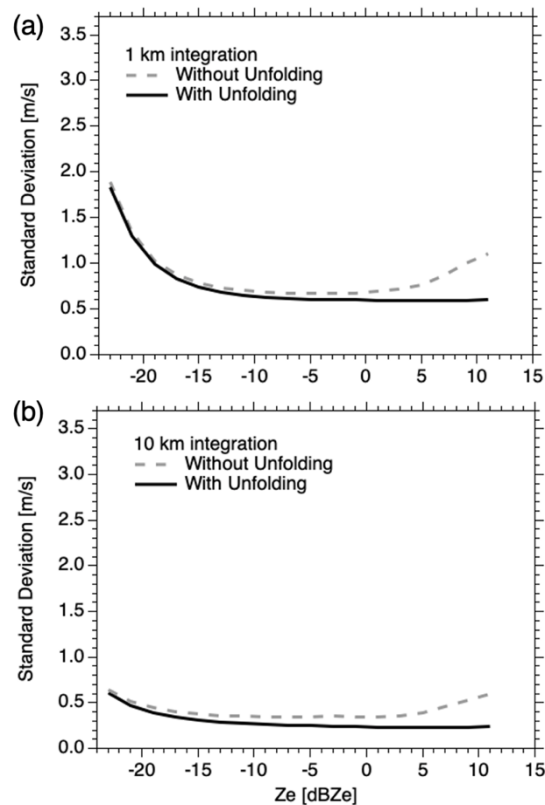 (a)
1 km integration
Without Unfolding
With Unfolding
Standard Deviation [m/s]
3.5
3.0
2.5
2.0
1.5
1.0
0.5
0.0
-20 -15 -10 -5 0 5 10 15
(b)
10 km integration
Without Unfolding
With Unfolding
Standard Deviation [m/s]
3.5
3.0
2.5
2.0
1.5
1.0
0.5
0.0
-20 -15 -10 -5 0 5 10 15
Ze [dBZe]